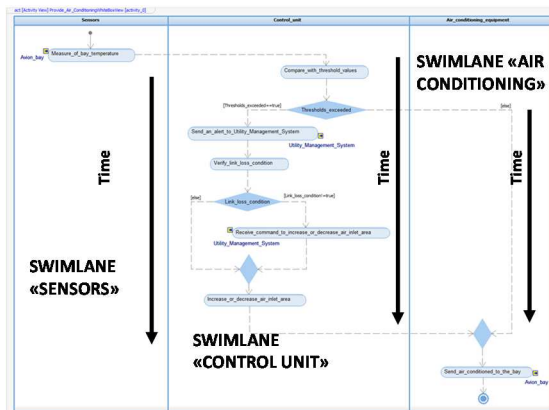 act [Activity View] Provide_Air_ConditioningWhiteBoxView [activity_0]
Sensors
Control_unit
Air_conditioning_equipment
Measure_of_bay_temperature
Avion_bay
Compare_with_threshold_values
SWIMLANE «AIR
CONDITIONING»
[Thresholds_exceeded==true]
Thresholds_exceeded
[else]
Send_an_alert_to_Utility_Management_System
Utility_Management_System
Verify_link_loss_condition
Time
Time
Time
[else]
Link_loss_condition
[Link_loss_condition!=true]
Receive_command_to_increase_or_decrease_air_inlet_area
Utility_Management_System
SWIMLANE
«SENSORS»
Increase_or_decrease_air_inlet_area
SWIMLANE
«CONTROL UNIT»
Send_air_conditioned_to_the_bay
Avion_bay